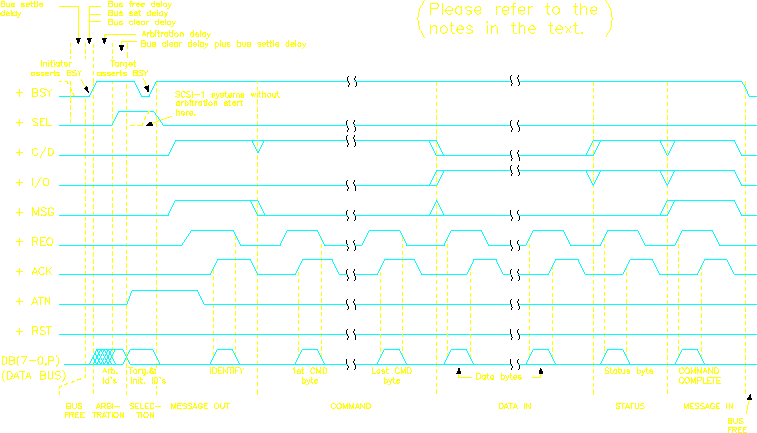 Bus settle
delay.
Bus free delay
Bus set delay
Bus clear delay
Arbitration delay
Bus clear delay plus bus settle delay.
(Please refer to the
notes in the text.)
Initiator
asserts BSY
Target
asserts BSY
SCSI-1 systems without
arbitration start
here.
+ BSY
+ SEL
+ C/D
+ I/O
+ MSG
+ REQ
+ ACK
+ ATN
+ RST
DB(7-0,P)
(DATA BUS)
Arb. Id's
Targ.&
Init. ID's
IDENTIFY
1st CMD
byte
Last CMD
byte
Data bytes
Status byte
COMMAND
COMPLETE
BUS
FREE
ARBI-
TRATION
SELEC-
TION
MESSAGE OUT
COMMAND
DATA IN
STATUS
MESSAGE IN
BUS
FREE